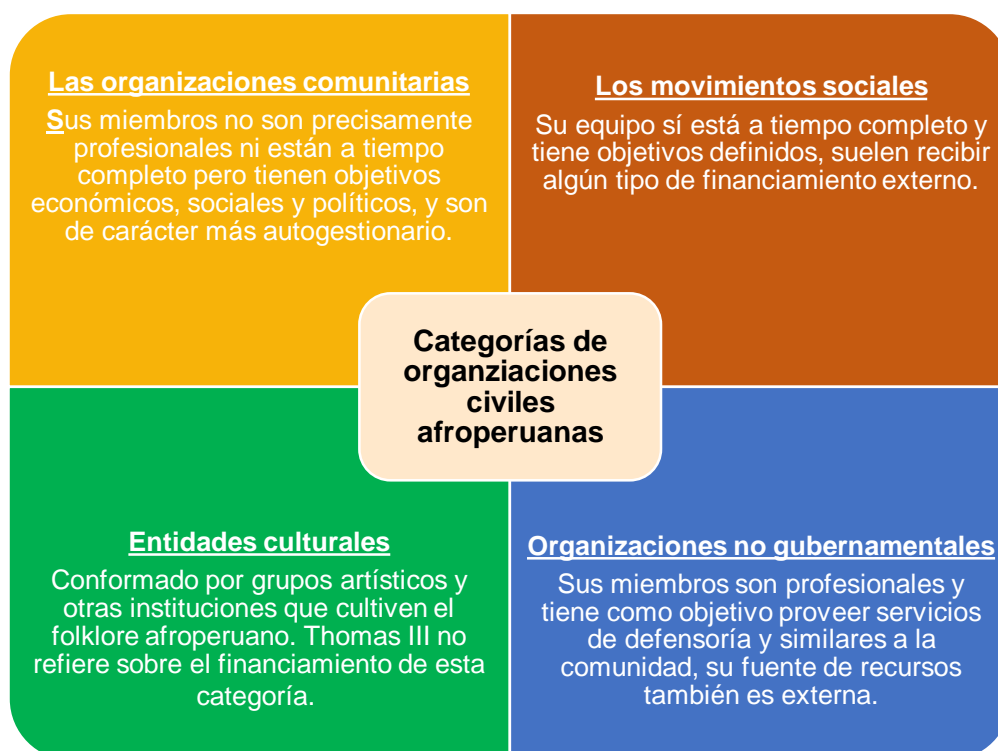 Las organizaciones comunitarias
Sus miembros no son precisamente
profesionales ni están a tiempo
completo pero tienen objetivos
económicos, sociales y políticos, y son
de carácter más autogestionario.
Los movimientos sociales
Su equipo sí está a tiempo completo y
tiene objetivos definidos, suelen recibir
algún tipo de financiamiento externo.
Categorías de
organziaciones
civiles
afroperuanas
Entidades culturales
Conformado por grupos artísticos y
otras instituciones que cultiven el
folklore afroperuano. Thomas III no
refiere sobre el financiamiento de esta
categoría.
Organizaciones no gubernamentales
Sus miembros son profesionales y
tiene como objetivo proveer servicios
de defensoría y similares a la
comunidad, su fuente de recursos
también es externa.